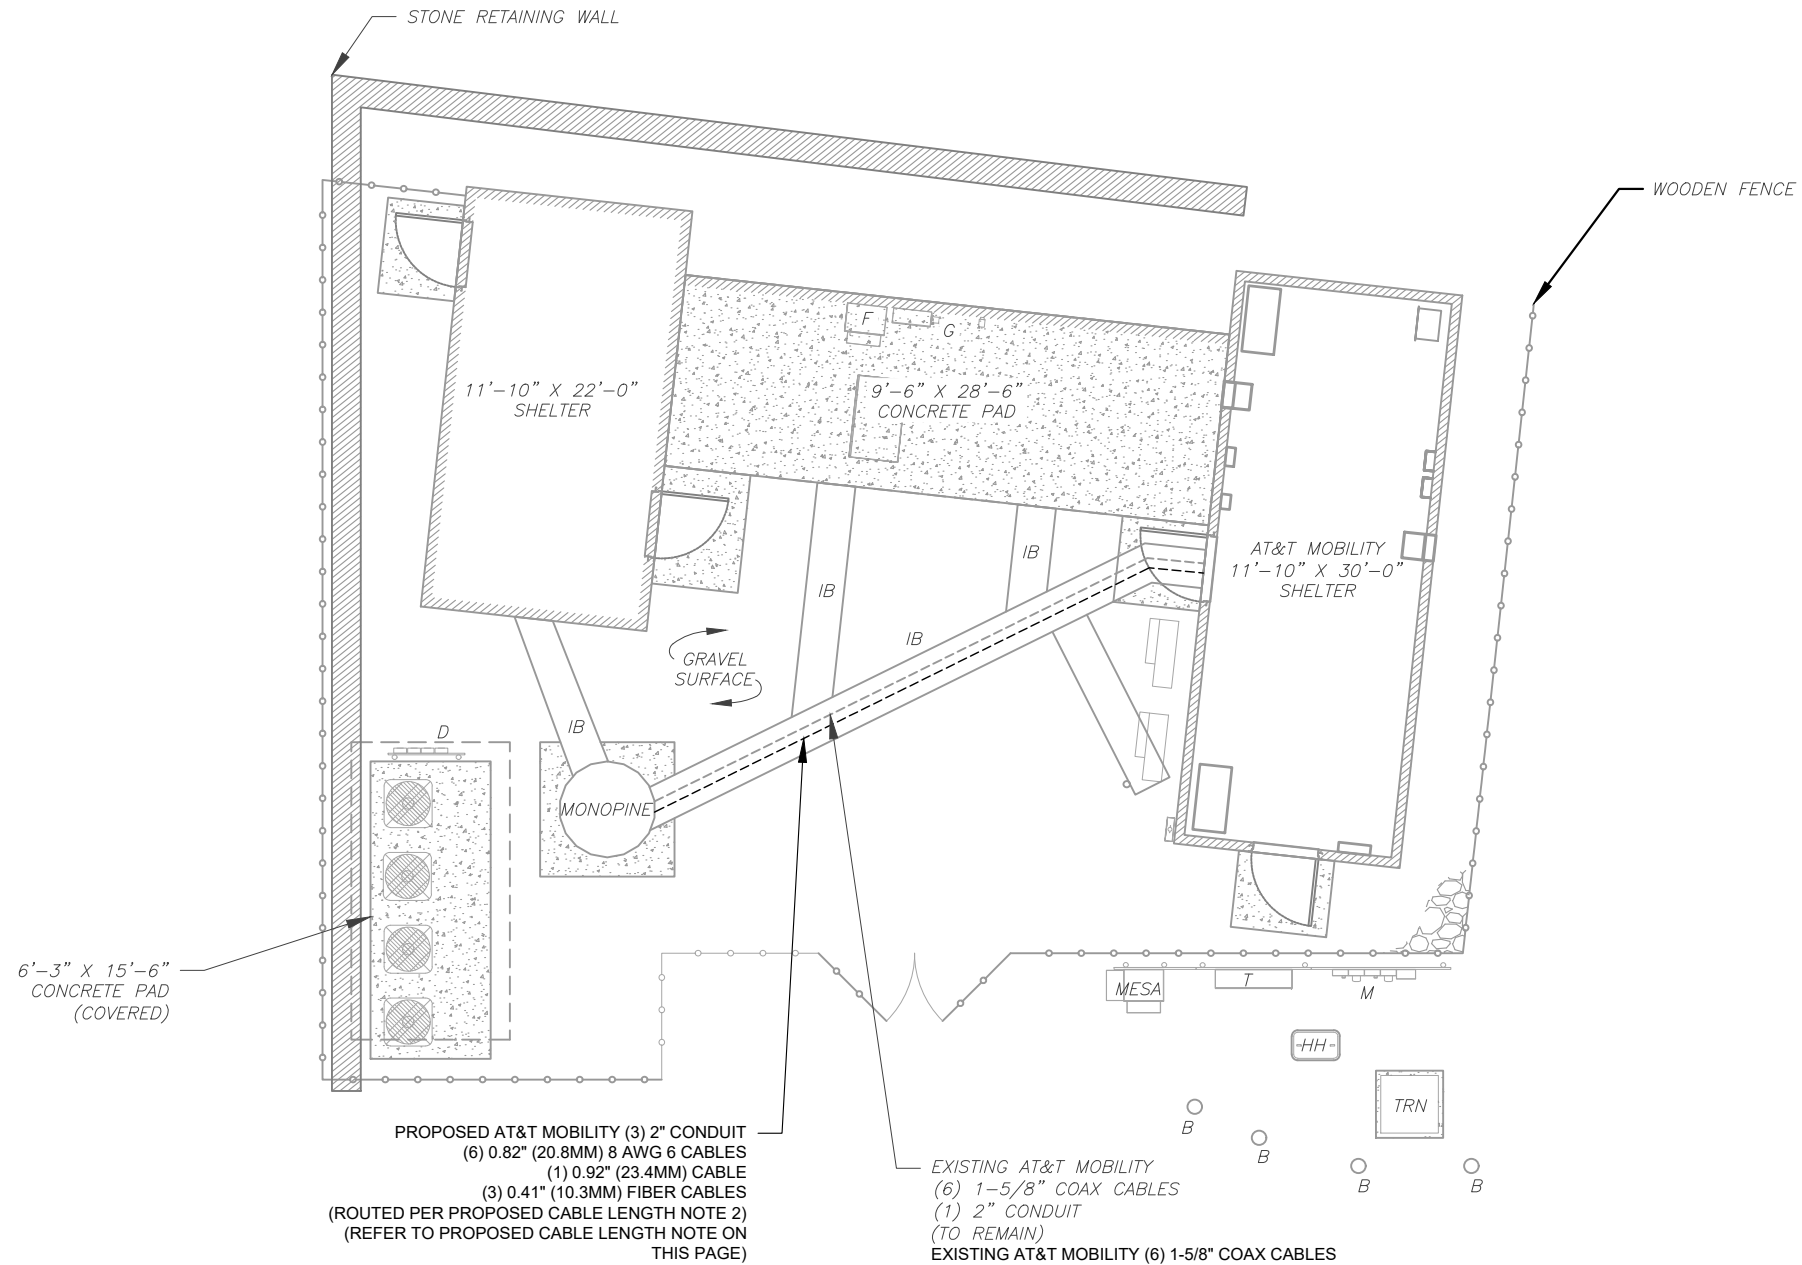 STONE RETAINING WALL
WOODEN FENCE
F
G
11'-10" X 22'-0"
SHELTER
9'-6" X 28'-6"
CONCRETE PAD
AT&T MOBILITY
11'-10" X 30'-0"
SHELTER
IB
IB
IB
GRAVEL
SURFACE
IB
D
MONOPINE
6'-3" X 15'-6"
CONCRETE PAD
(COVERED)
MESA
T
M
HH
TRN
B
B
B
B
PROPOSED AT&T MOBILITY (3) 2" CONDUIT
(6) 0.82" (20.8MM) 8 AWG 6 CABLES
(1) 0.92" (23.4MM) CABLE
(3) 0.41" (10.3MM) FIBER CABLES
(ROUTED PER PROPOSED CABLE LENGTH NOTE 2)
(REFER TO PROPOSED CABLE LENGTH NOTE ON
THIS PAGE)
EXISTING AT&T MOBILITY
(6) 1-5/8" COAX CABLES
(1) 2" CONDUIT
(TO REMAIN)
EXISTING AT&T MOBILITY (6) 1-5/8" COAX CABLES